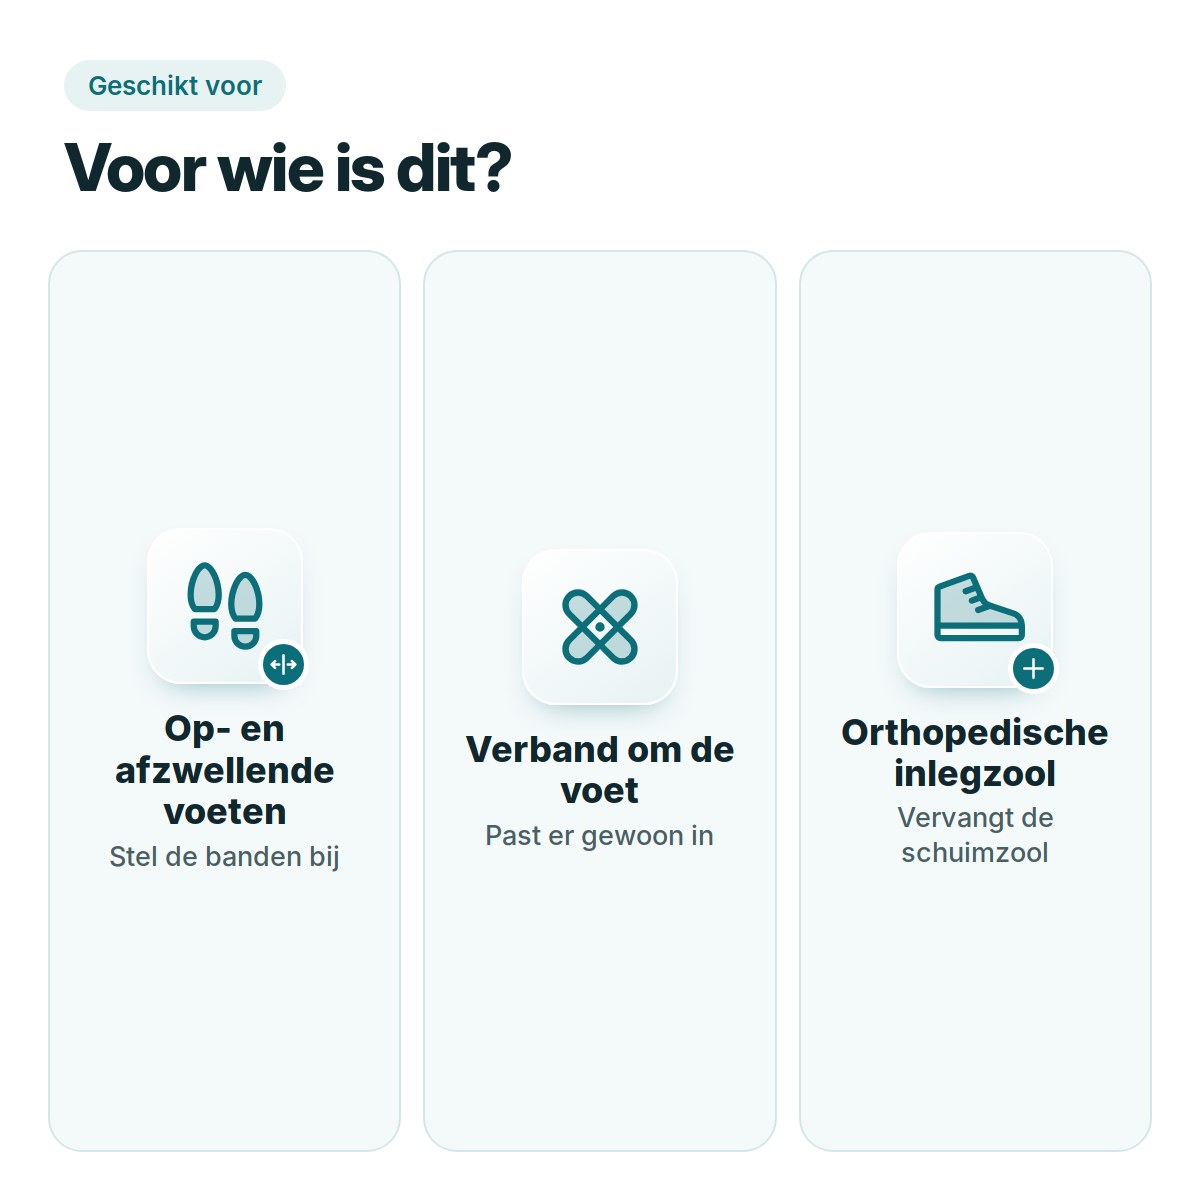 Geschikt voor
Voor wie is dit?
Op- en
afzwellende
voeten
Stel de banden bij
Verband om de
voet
Past er gewoon in
Orthopedische
inlegzool
Vervangt de
schuimzool